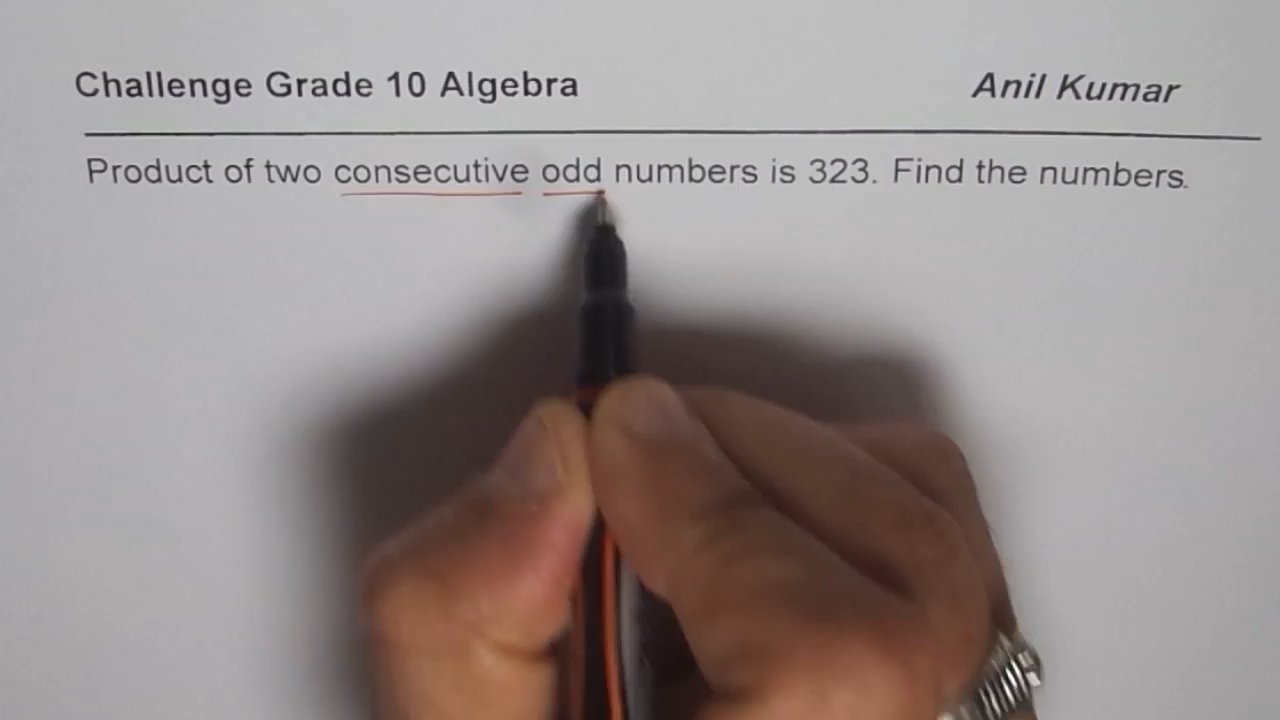 Challenge Grade 10 Algebra Anil Kumar
Product of two consecutive odd numbers is 323. Find the numbers.